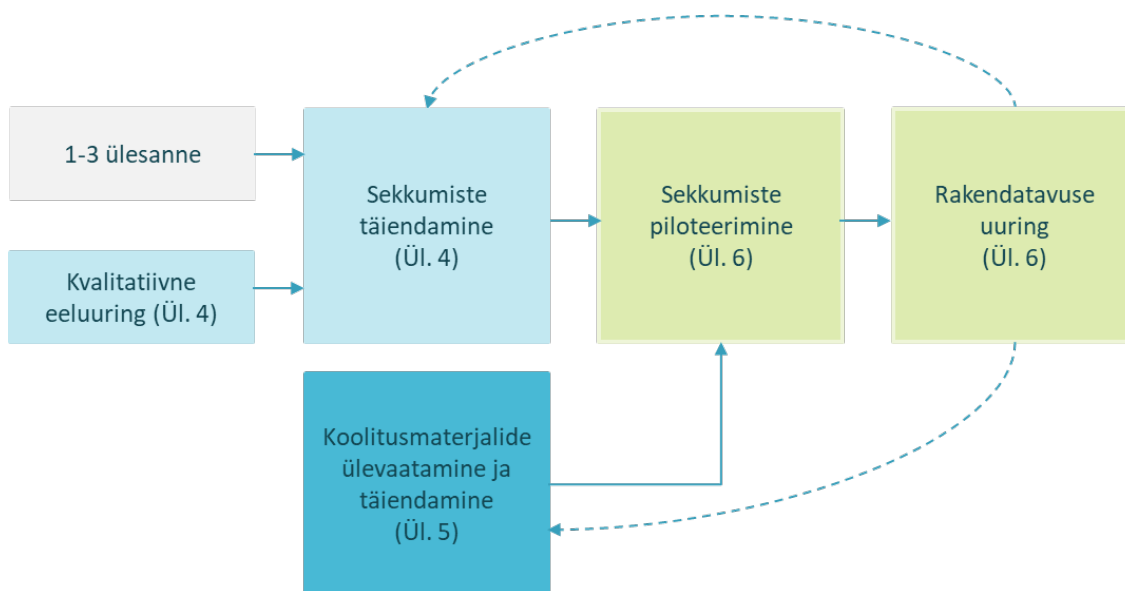 1-3 ülesanne
Kvalitatiivne
eeluuring (Ül. 4)
Sekkumiste
täiendamine
(Ül. 4)
Sekkumiste
piloteerimine
(Ül. 6)
Rakendatavuse
uuring
(Ül. 6)
Koolitusmaterjalide
ülevaatamine ja
täiendamine
(Ül. 5)